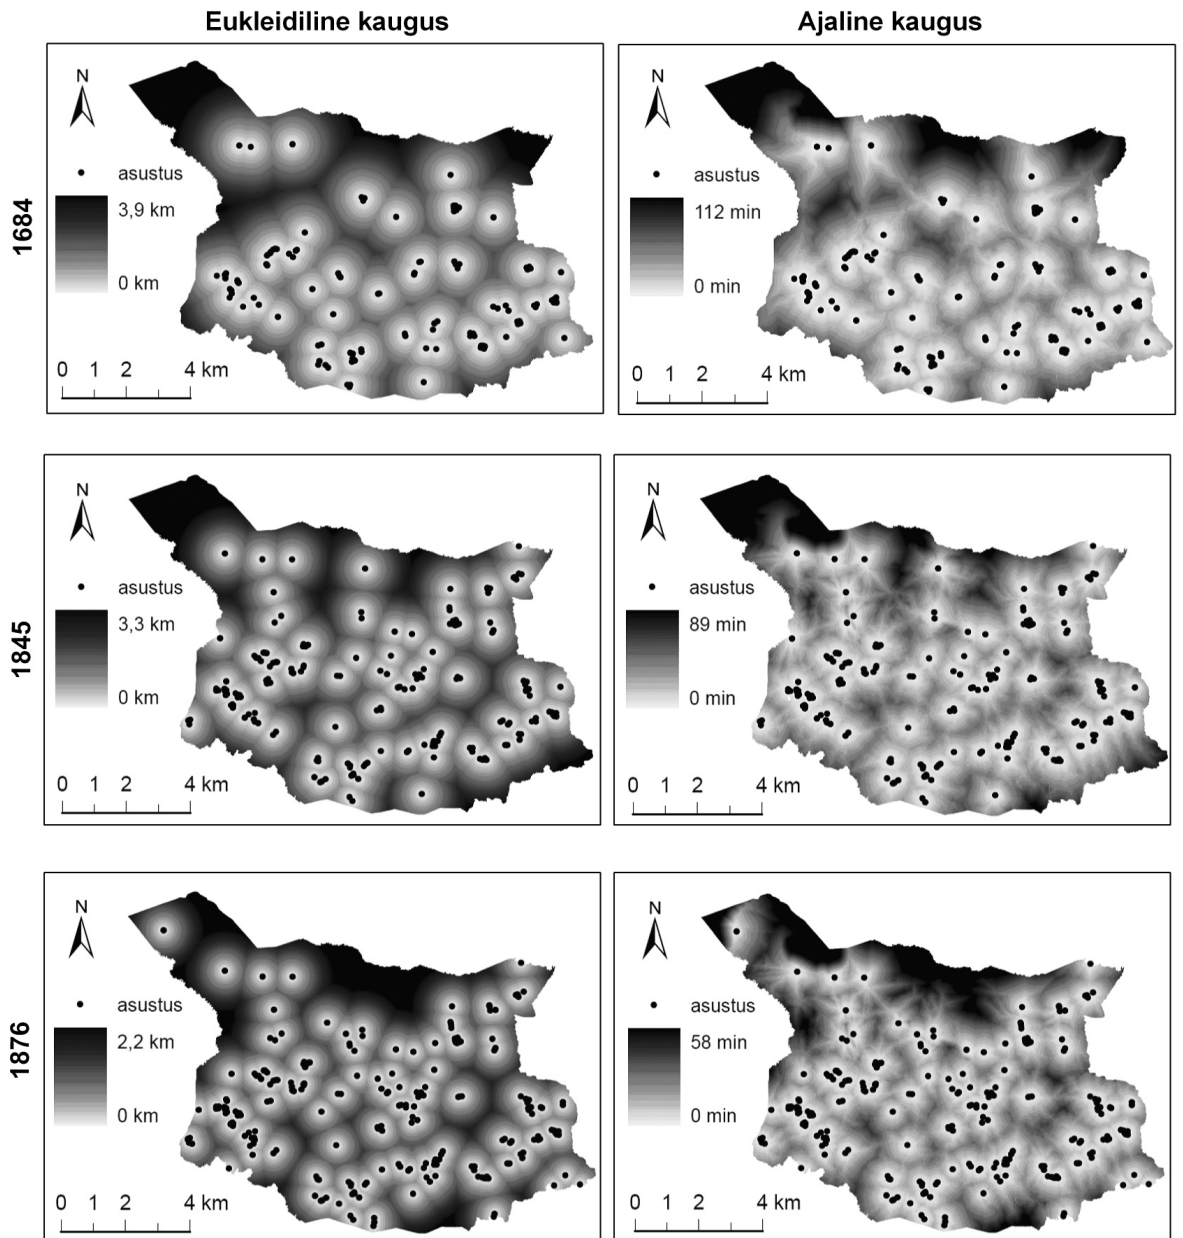 Eukleidiline kaugus
Ajaline kaugus
1684
N
asustus
3,9 km
0 km
0 1 2 4 km
N
asustus
112 min
0 min
0 1 2 4 km
1845
N
asustus
3,3 km
0 km
0 1 2 4 km
N
asustus
89 min
0 min
0 1 2 4 km
1876
N
asustus
2,2 km
0 km
0 1 2 4 km
N
asustus
58 min
0 min
0 1 2 4 km